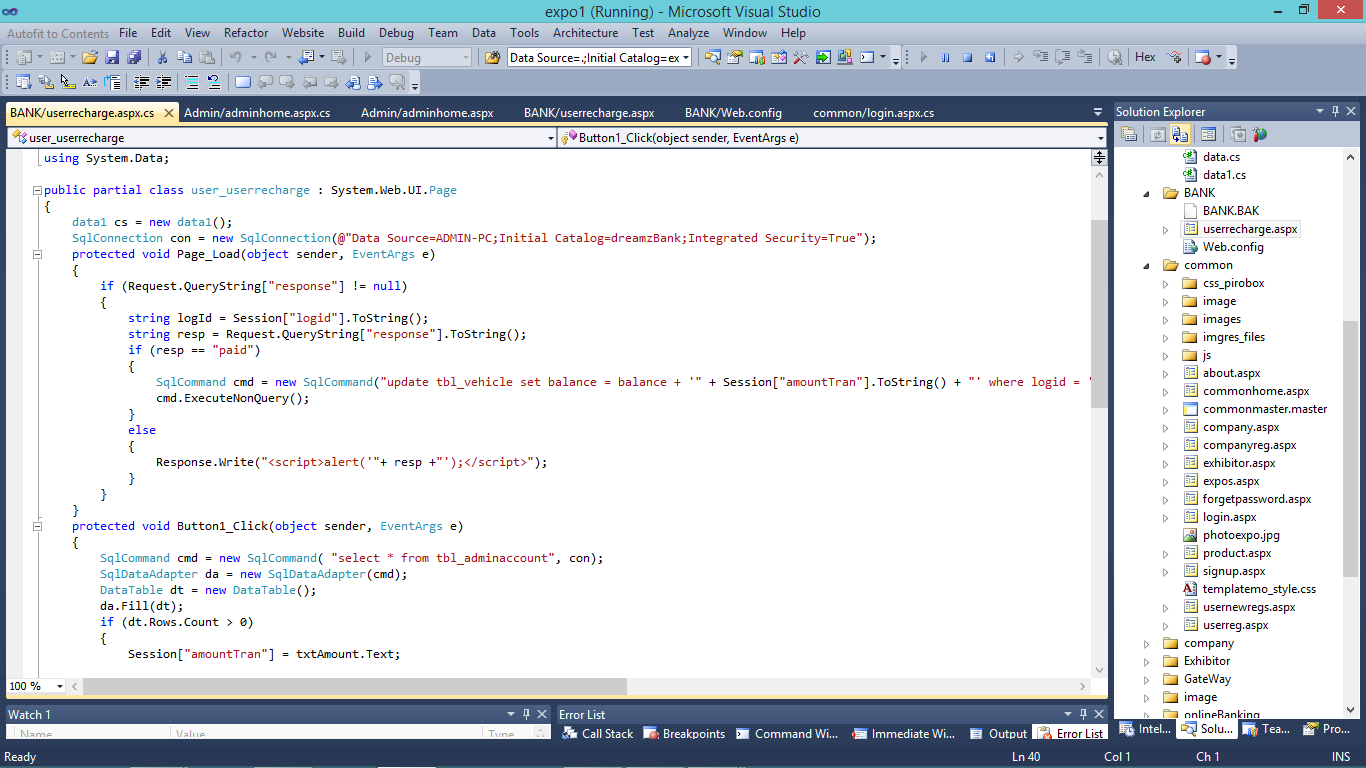 expo1 (Running) - Microsoft Visual Studio
Autofit to Contents File Edit View Refactor Website Build Debug Team Data Tools Architecture Test Analyze Window Help
Debug Data Source=.;Initial Catalog=ex Hex
BANK/userrecharge.aspx.cs Admin/adminhome.aspx.cs Admin/adminhome.aspx BANK/userrecharge.aspx BANK/Web.config common/login.aspx.cs
user_userrecharge Button1_Click(object sender, EventArgs e)
using System.Data;
public partial class user_userrecharge : System.Web.UI.Page
{
data1 cs = new data1();
SqlConnection con = new SqlConnection(@"Data Source=ADMIN-PC;Initial Catalog=dreamzBank;Integrated Security=True");
protected void Page_Load(object sender, EventArgs e)
{
if (Request.QueryString["response"] != null)
{
string logId = Session["logid"].ToString();
string resp = Request.QueryString["response"].ToString();
if (resp == "paid")
{
SqlCommand cmd = new SqlCommand("update tbl_vehicle set balance = balance + '" + Session["amountTran"].ToString() + "' where logid = '
cmd.ExecuteNonQuery();
}
else
{
Response.Write("<script>alert('"+ resp +"');</script>");
}
}
}
protected void Button1_Click(object sender, EventArgs e)
{
SqlCommand cmd = new SqlCommand( "select * from tbl_adminaccount", con);
SqlDataAdapter da = new SqlDataAdapter(cmd);
DataTable dt = new DataTable();
da.Fill(dt);
if (dt.Rows.Count > 0)
{
Session["amountTran"] = txtAmount.Text;
100 %
Solution Explorer
data.cs
data1.cs
BANK
BANK.BAK
userrecharge.aspx
Web.config
common
css_pirobox
image
images
imgres_files
js
about.aspx
commonhome.aspx
commonmaster.master
company.aspx
companyreg.aspx
exhibitor.aspx
expos.aspx
forgetpassword.aspx
login.aspx
photoexpo.jpg
product.aspx
signup.aspx
templatemo_style.css
usernewregs.aspx
userreg.aspx
company
Exhibitor
GateWay
image
onlineBanking
Intel... Solu... Tea... Pro...
Watch 1
Name Value Type
Error List
Call Stack Breakpoints Command Wi... Immediate Wi... Output Error List
Ready Ln 40 Col 1 Ch 1 INS